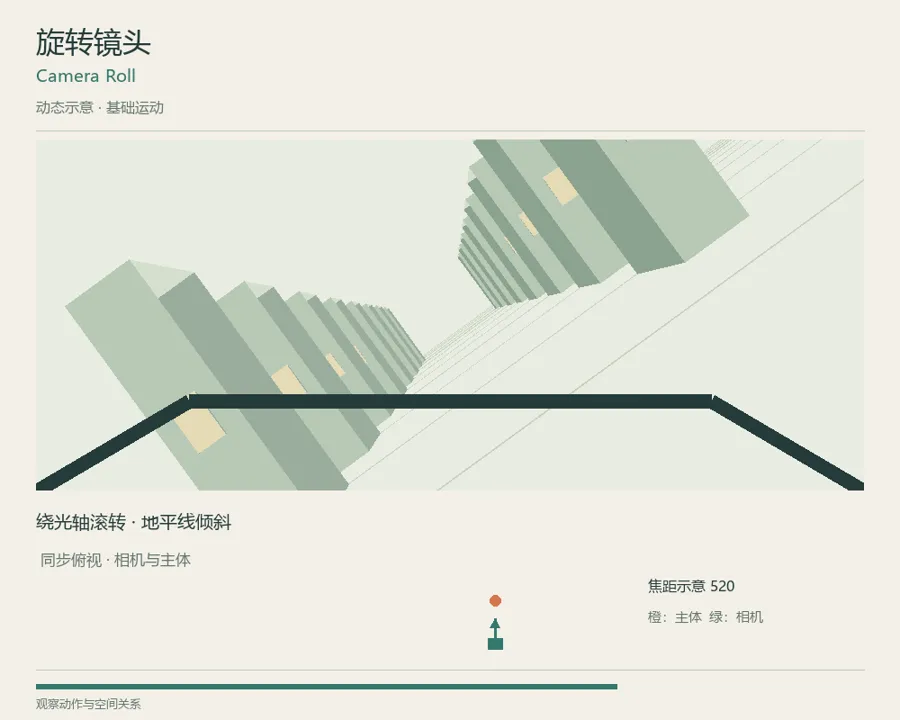 旋转镜头
Camera Roll
动态示意 · 基础运动
绕光轴滚转 · 地平线倾斜
同步俯视 · 相机与主体
焦距示意 520
橙：主体 绿：相机
观察动作与空间关系